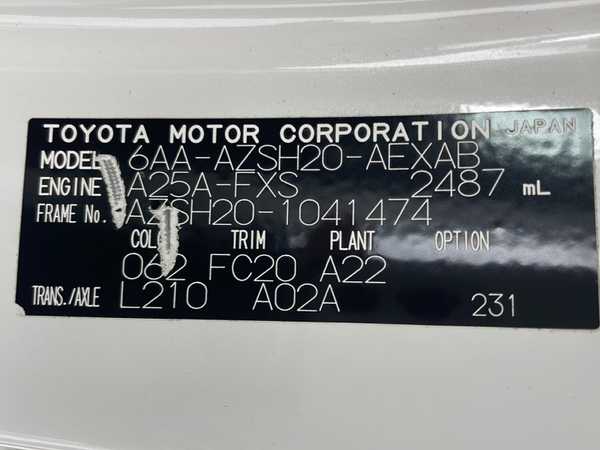 TOYOTA MOTOR CORPORATION JAPAN
MODEL 6AA-AZSH20-AEXAB
ENGINE A25A-FXS 2487 mL
FRAME No. AZSH20-1041474
COLOR TRIM PLANT OPTION
062 FC20 A22
TRANS./AXLE L210 A02A 231